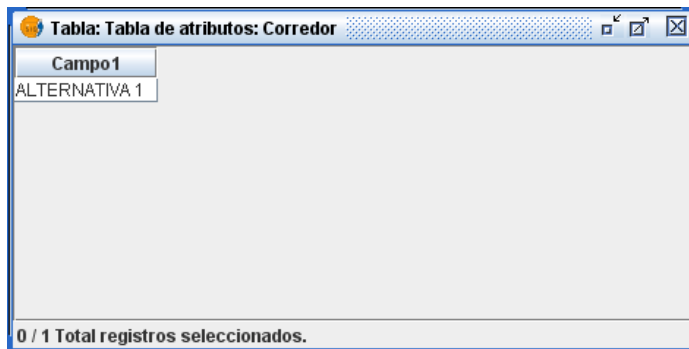 Tabla: Tabla de atributos: Corredor
Campo1
ALTERNATIVA 1
0 / 1 Total registros seleccionados.